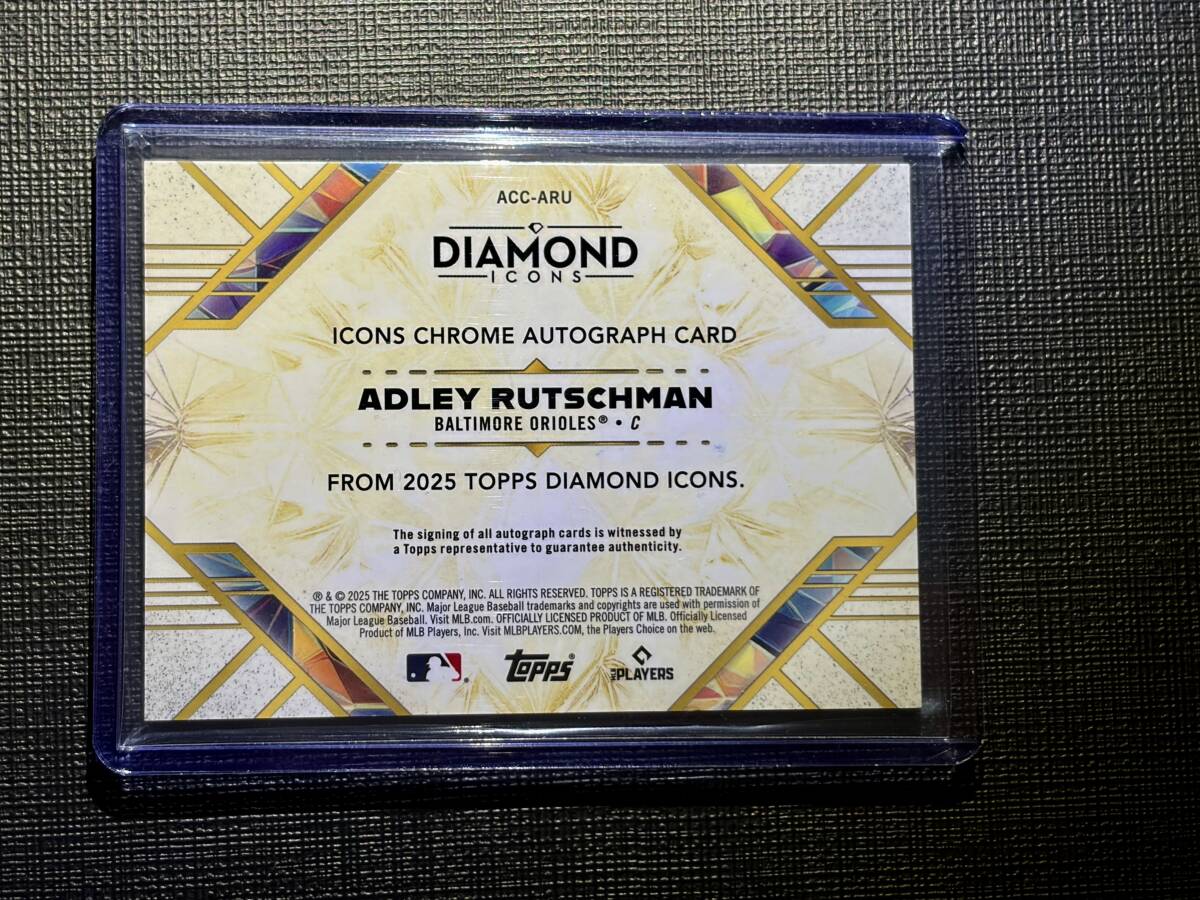 ACC-ARU
DIAMOND
ICONS
ICONS CHROME AUTOGRAPH CARD
ADLEY RUTSCHMAN
BALTIMORE ORIOLES® • C
FROM 2025 TOPPS DIAMOND ICONS.
The signing of all autograph cards is witnessed by
a Topps representative to guarantee authenticity.
® & © 2025 THE TOPPS COMPANY, INC. ALL RIGHTS RESERVED. TOPPS IS A REGISTERED TRADEMARK OF
THE TOPPS COMPANY, INC. Major League Baseball trademarks and copyrights are used with permission of
Major League Baseball. Visit MLB.com. OFFICIALLY LICENSED PRODUCT OF MLB. Officially Licensed
Product of MLB Players, Inc. Visit MLBPLAYERS.COM, the Players Choice on the web.
topps® MLB PLAYERS